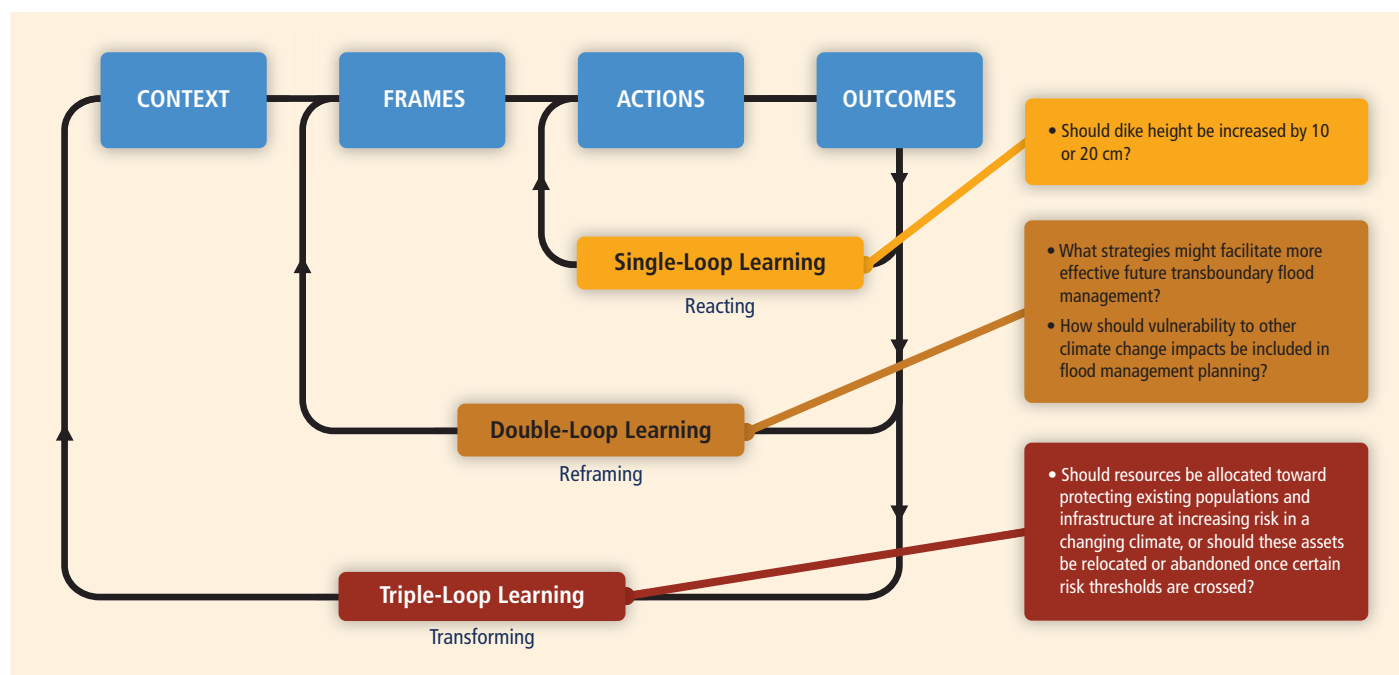 CONTEXT
FRAMES
ACTIONS
OUTCOMES
• Should dike height be increased by 10
or 20 cm?
Single-Loop Learning
Reacting
• What strategies might facilitate more
effective future transboundary flood
management?
• How should vulnerability to other
climate change impacts be included in
flood management planning?
Double-Loop Learning
Reframing
• Should resources be allocated toward
protecting existing populations and
infrastructure at increasing risk in a
changing climate, or should these assets
be relocated or abandoned once certain
risk thresholds are crossed?
Triple-Loop Learning
Transforming